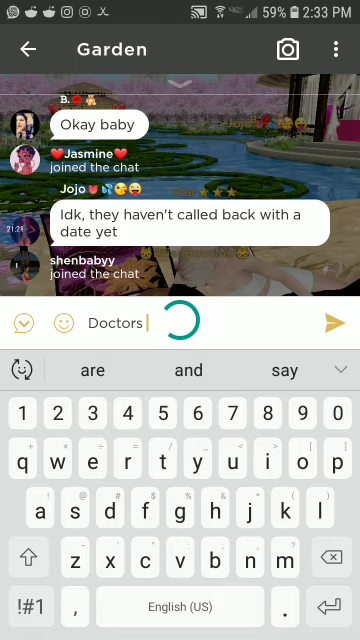 59% 2:33 PM
Garden
B.💋🧸
Okay baby
❤️Jasmine❤️
joined the chat
Jojo👅💦😘😜
Idk, they haven't called back with a
date yet
21:24
shenbabyy
joined the chat
Doctors
are and say
1 2 3 4 5 6 7 8 9 0
q w e r t y u i o p
a s d f g h j k l
z x c v b n m
!#1 , English (US) .